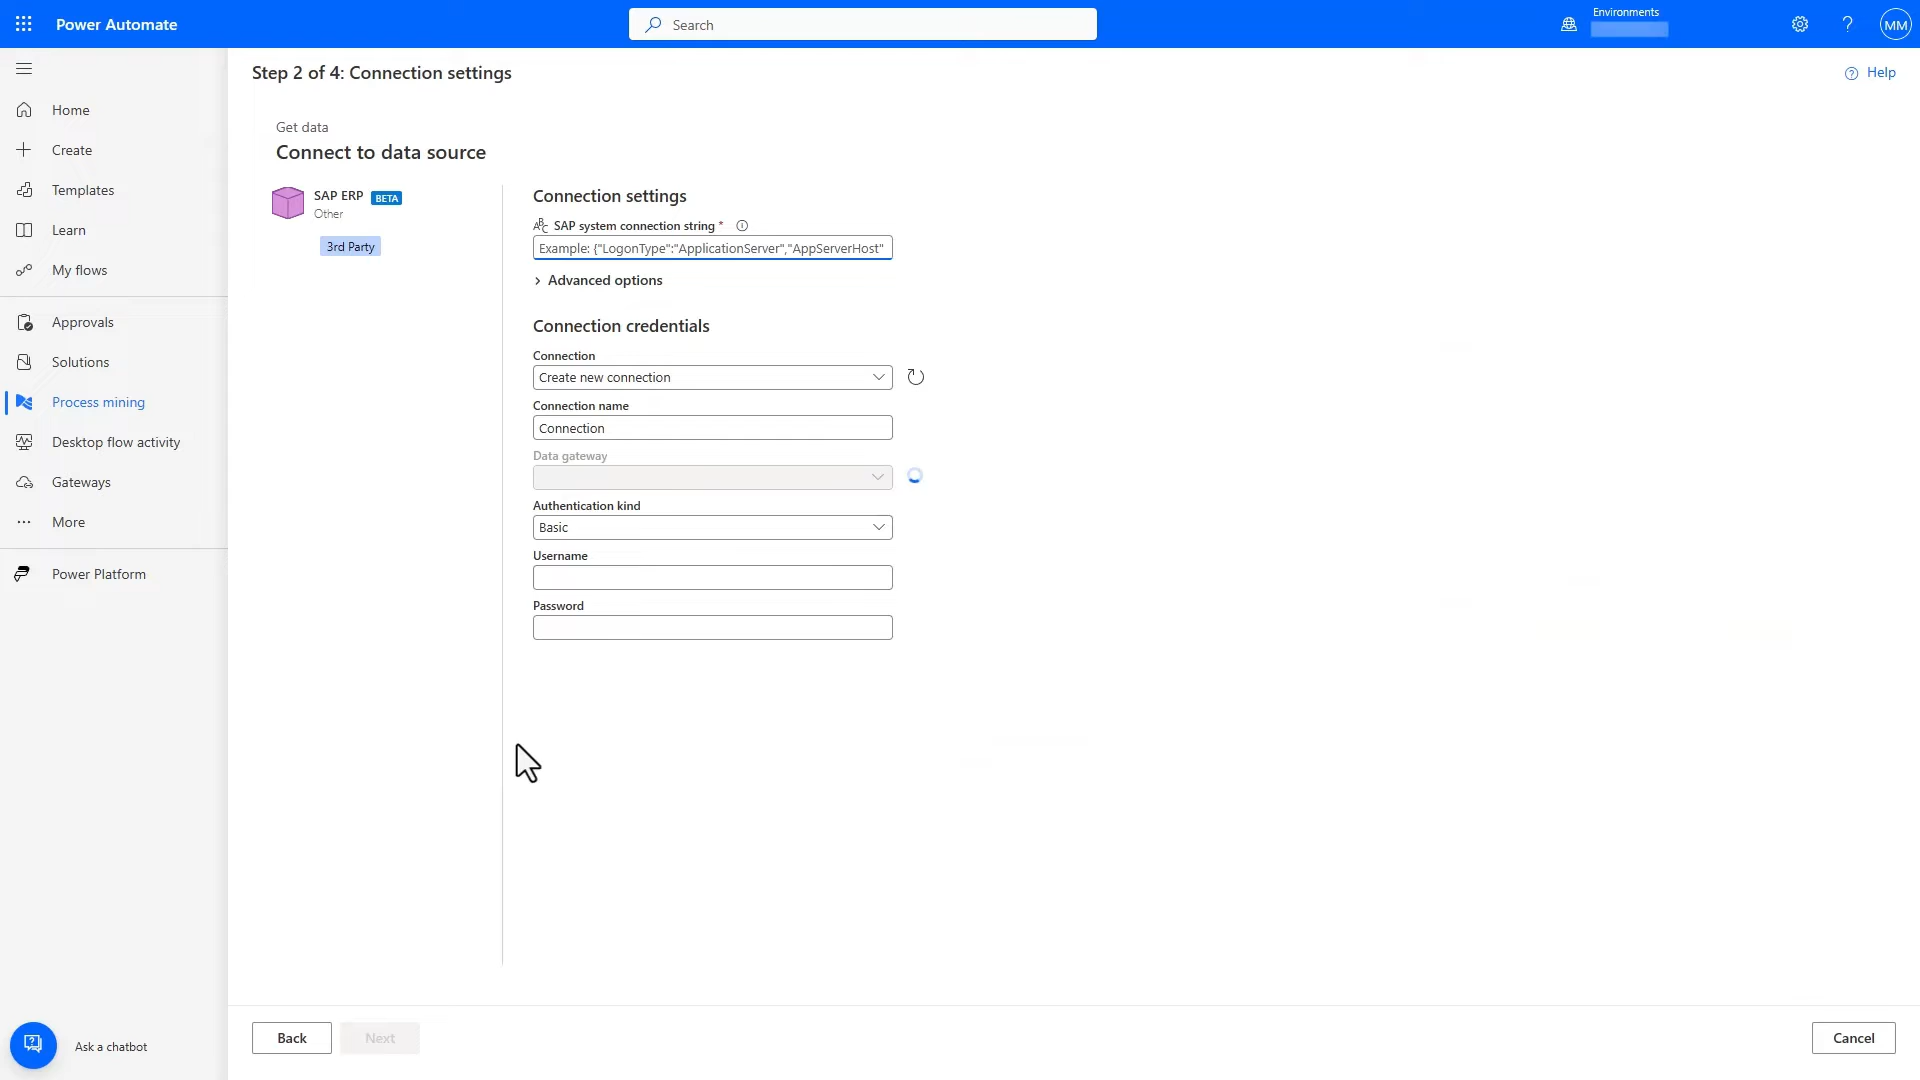 Power Automate
Search
Environments
MM
Home
Create
Templates
Learn
My flows
Approvals
Solutions
Process mining
Desktop flow activity
Gateways
More
Power Platform
Ask a chatbot
Step 2 of 4: Connection settings
Help
Get data
Connect to data source
SAP ERP BETA
Other
3rd Party
Connection settings
SAP system connection string *
Example: {"LogonType":"ApplicationServer","AppServerHost"
Advanced options
Connection credentials
Connection
Create new connection
Connection name
Connection
Data gateway
Authentication kind
Basic
Username
Password
Back
Next
Cancel